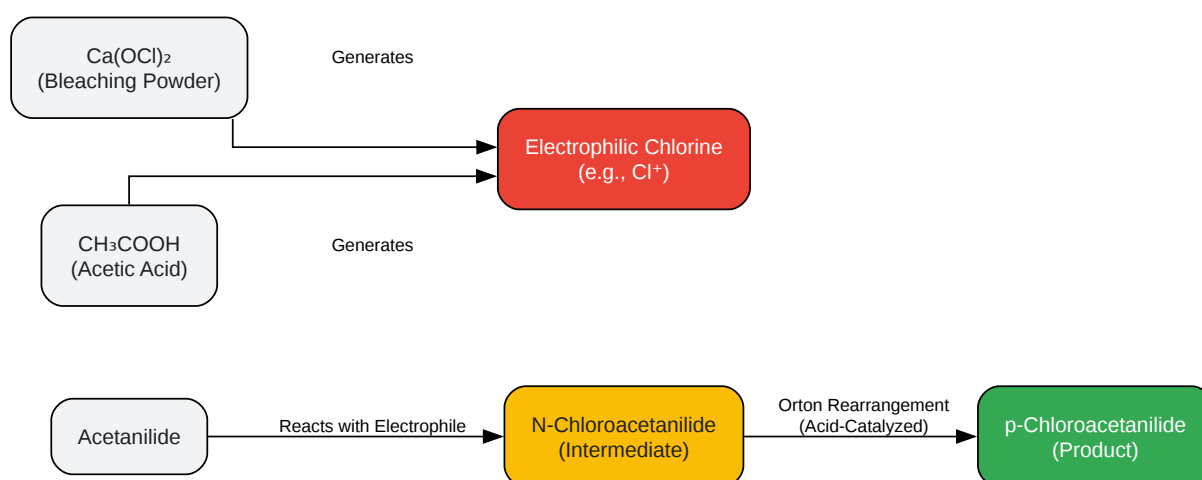 Ca(OCl)₂
(Bleaching Powder)
Generates
Electrophilic Chlorine
(e.g., Cl⁺)
CH₃COOH
(Acetic Acid)
Generates
Acetanilide
Reacts with Electrophile
N-Chloroacetanilide
(Intermediate)
Orton Rearrangement
(Acid-Catalyzed)
p-Chloroacetanilide
(Product)